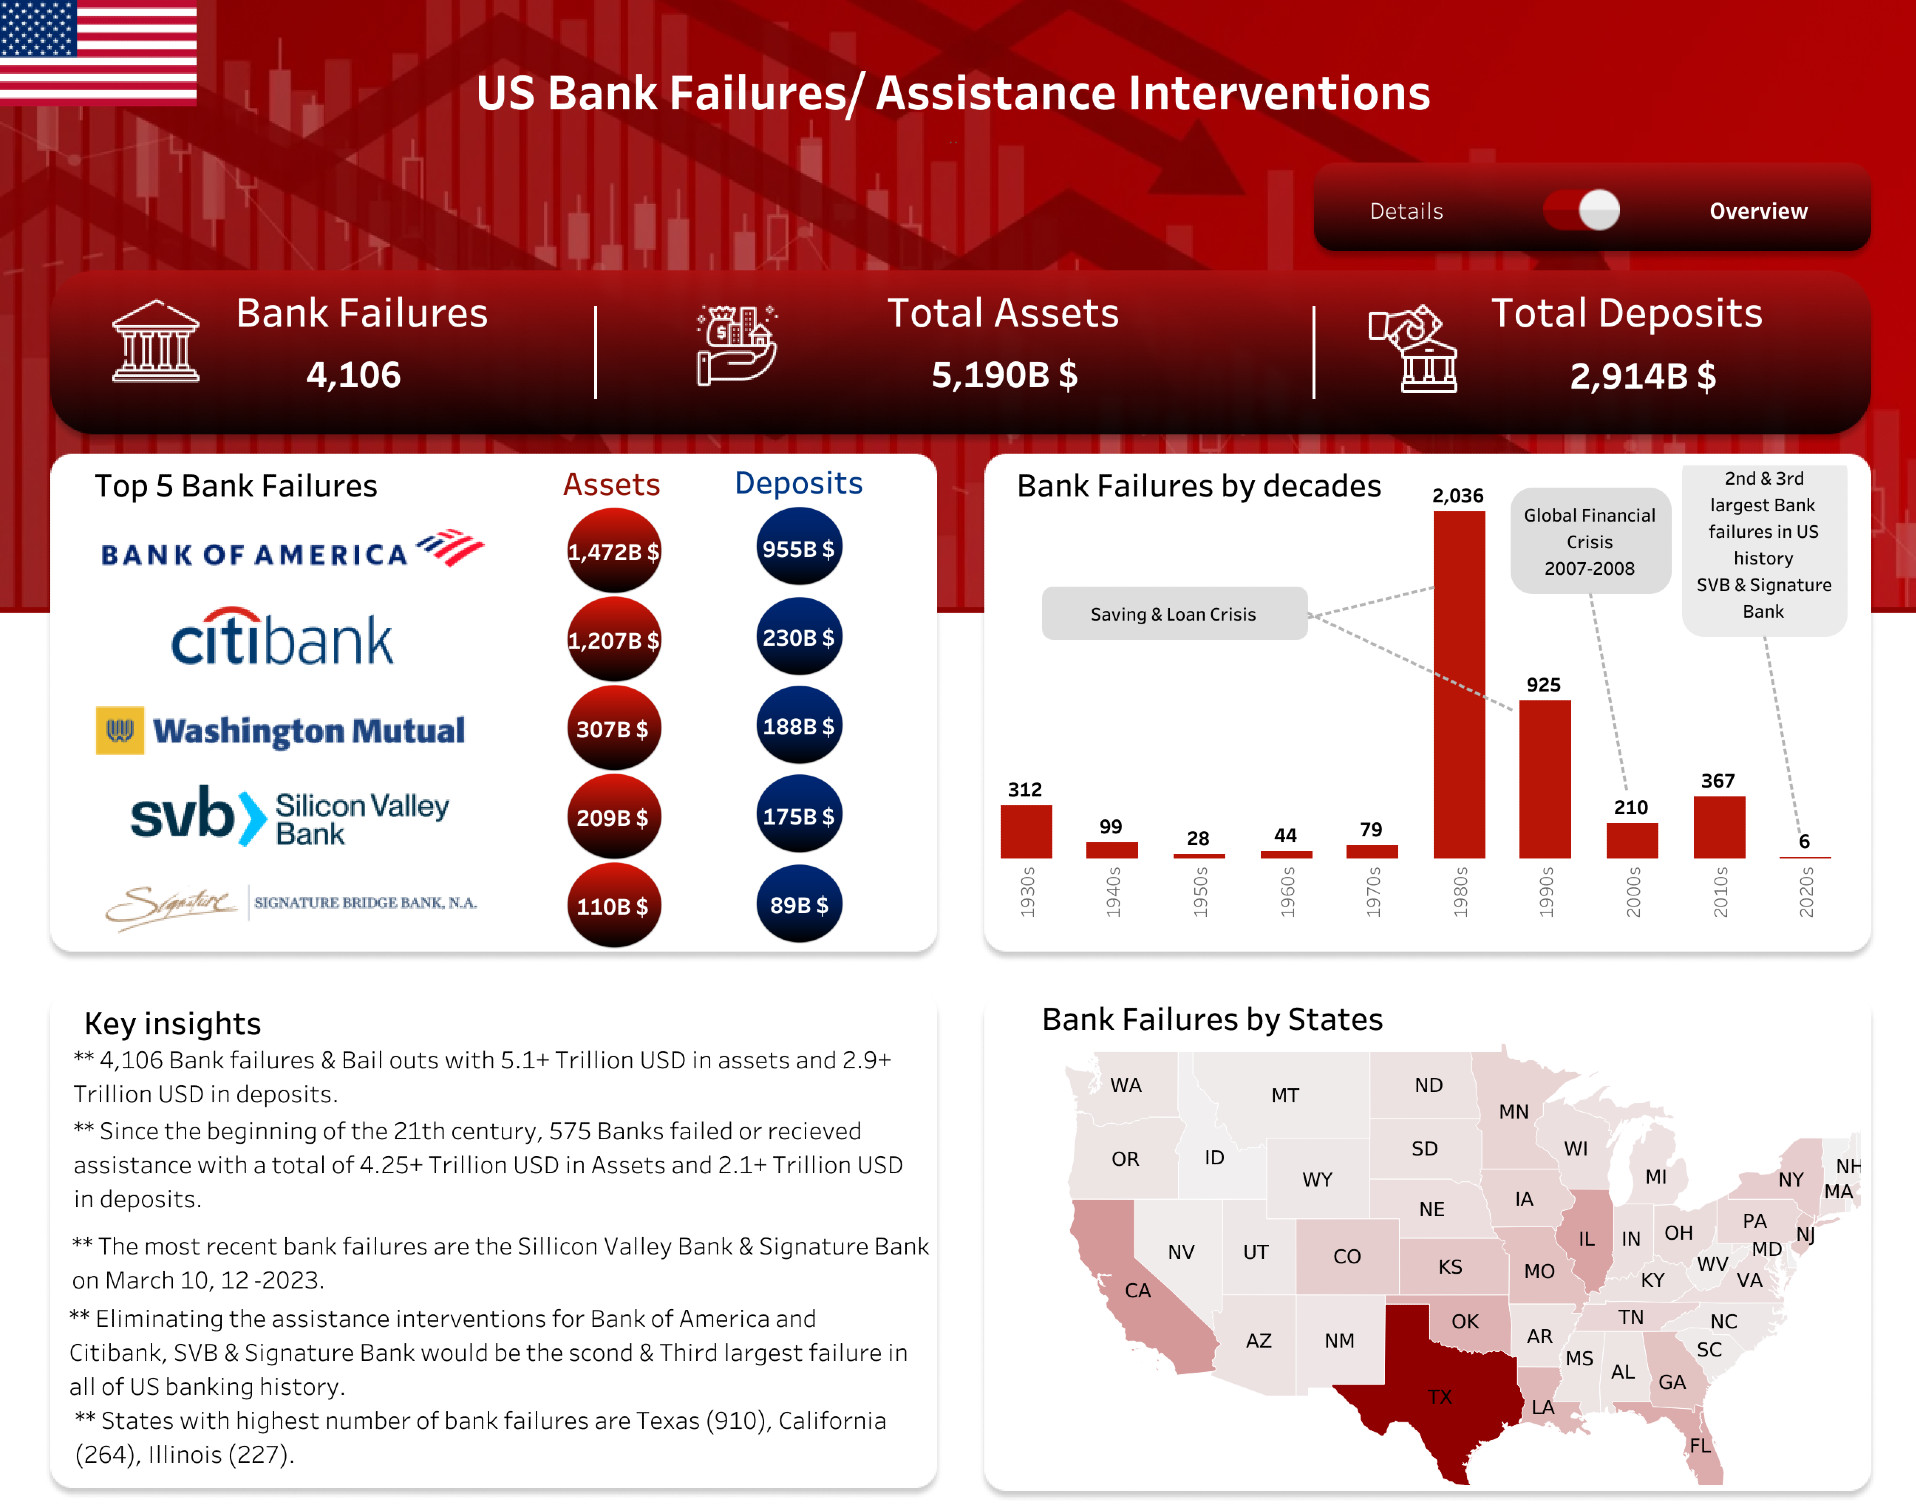 US Bank Failures/ Assistance Interventions
Details
Overview
Bank Failures
4,106
Total Assets
5,190B $
Total Deposits
2,914B $
Top 5 Bank Failures
Assets
Deposits
BANK OF AMERICA
1,472B $
955B $
citibank
1,207B $
230B $
Washington Mutual
307B $
188B $
svb
Silicon Valley
Bank
209B $
175B $
Signature
SIGNATURE BRIDGE BANK, N.A.
110B $
89B $
Bank Failures by decades
Saving & Loan Crisis
Global Financial
Crisis
2007-2008
2nd & 3rd
largest Bank
failures in US
history
SVB & Signature
Bank
312
99
28
44
79
2,036
925
210
367
6
1930s
1940s
1950s
1960s
1970s
1980s
1990s
2000s
2010s
2020s
Key insights
** 4,106 Bank failures & Bail outs with 5.1+ Trillion USD in assets and 2.9+
Trillion USD in deposits.
** Since the beginning of the 21th century, 575 Banks failed or recieved
assistance with a total of 4.25+ Trillion USD in Assets and 2.1+ Trillion USD
in deposits.
** The most recent bank failures are the Sillicon Valley Bank & Signature Bank
on March 10, 12 -2023.
** Eliminating the assistance interventions for Bank of America and
Citibank, SVB & Signature Bank would be the scond & Third largest failure in
all of US banking history.
** States with highest number of bank failures are Texas (910), California
(264), Illinois (227).
Bank Failures by States
WA
MT
ND
MN
OR
ID
SD
WI
MI
NY
NH
MA
WY
IA
NE
NV
UT
CO
KS
MO
IL
IN
OH
PA
NJ
MD
WV
VA
KY
CA
AZ
NM
OK
AR
TN
NC
SC
MS
AL
GA
TX
LA
FL